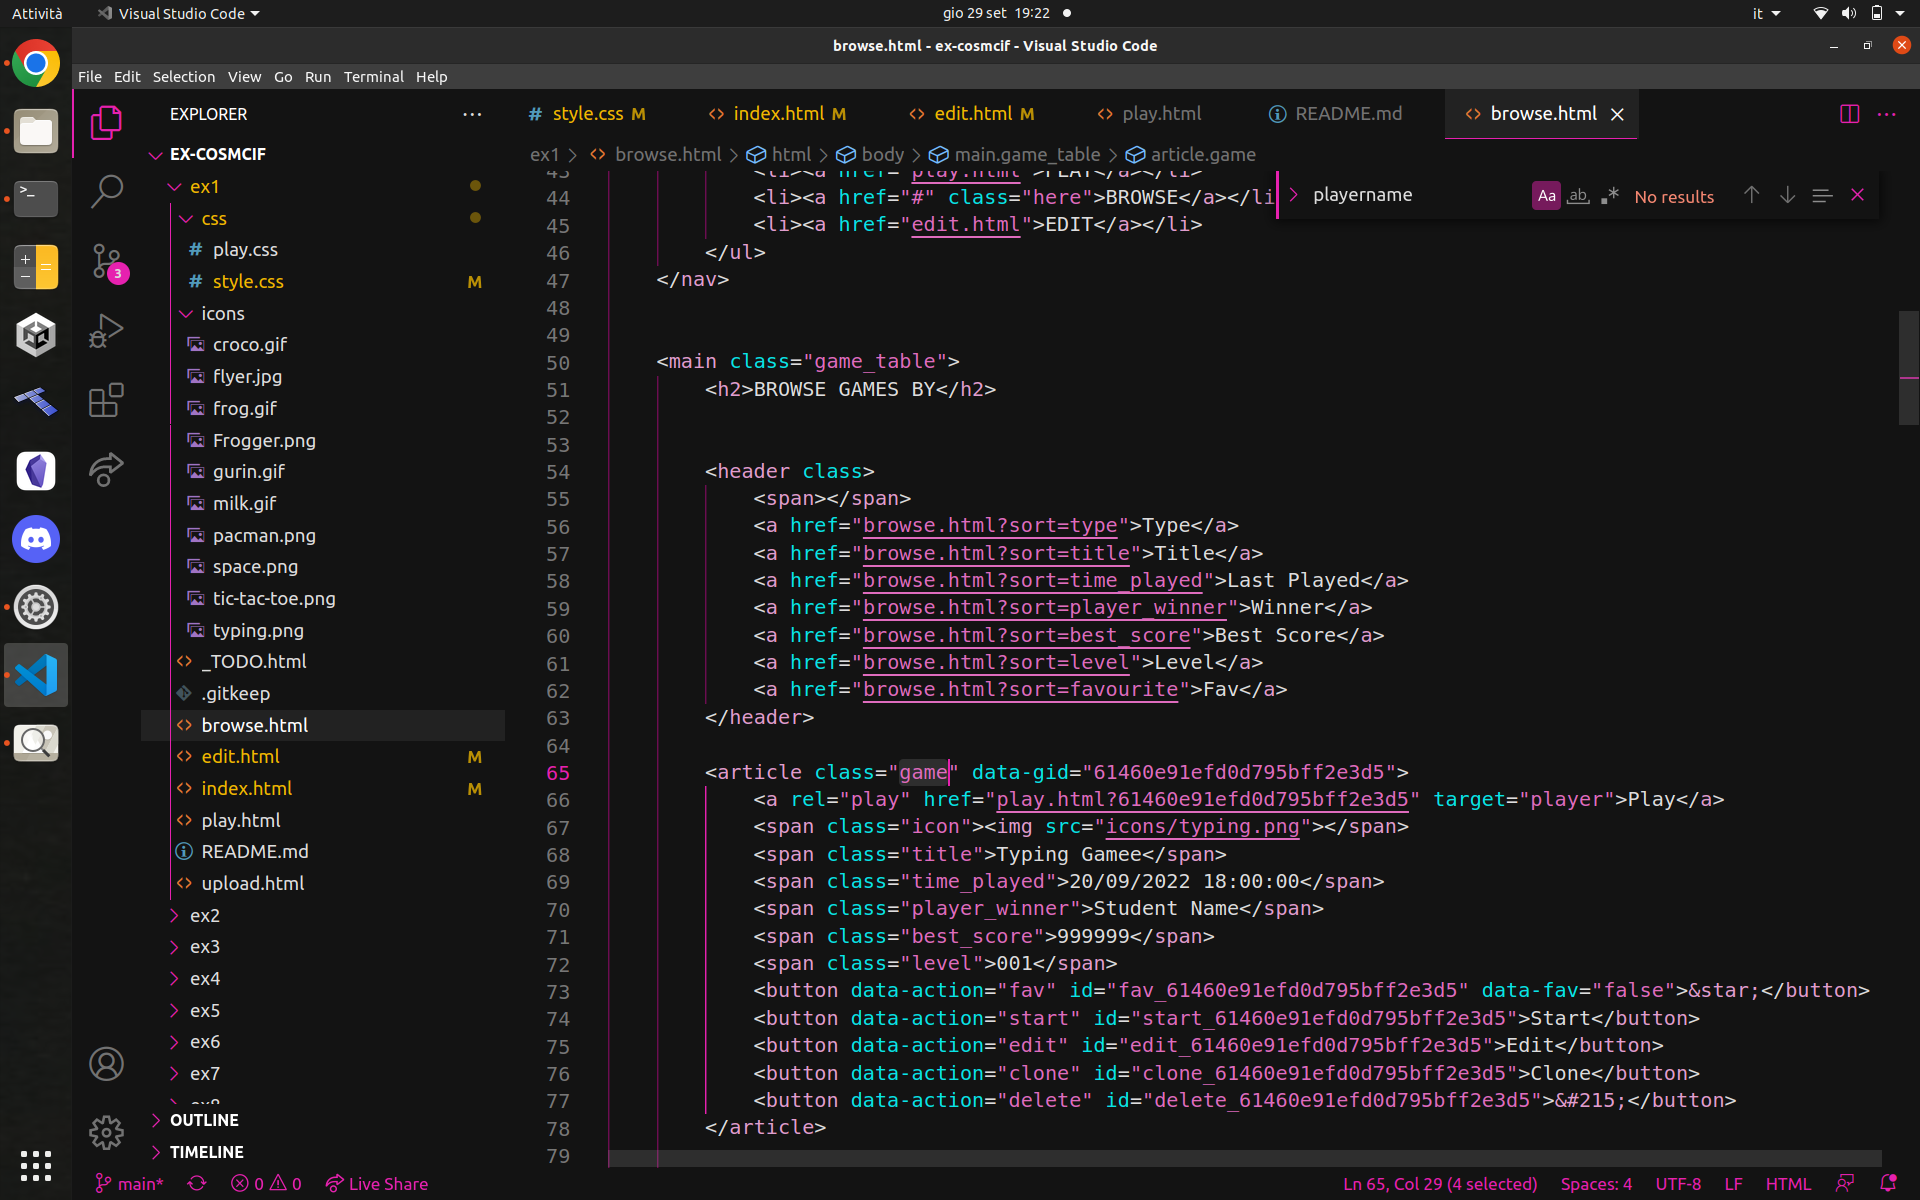 Attività
Visual Studio Code
gio 29 set 19:22
it
browse.html - ex-cosmcif - Visual Studio Code
File Edit Selection View Go Run Terminal Help
EXPLORER
EX-COSMCIF
ex1
css
play.css
style.css M
icons
croco.gif
flyer.jpg
frog.gif
Frogger.png
gurin.gif
milk.gif
pacman.png
space.png
tic-tac-toe.png
typing.png
_TODO.html
.gitkeep
browse.html
edit.html M
index.html M
play.html
README.md
upload.html
ex2
ex3
ex4
ex5
ex6
ex7
ex8
OUTLINE
TIMELINE
3
style.css M
index.html M
edit.html M
play.html
README.md
browse.html
ex1 > browse.html > html > body > main.game_table > article.game
playername
Aa ab .*
No results
43 <li><a href="play.html">PLAY</a></li>
44 <li><a href="#" class="here">BROWSE</a></li
45 <li><a href="edit.html">EDIT</a></li>
46 </ul>
47 </nav>
48
49
50 <main class="game_table">
51 <h2>BROWSE GAMES BY</h2>
52
53
54 <header class>
55 <span></span>
56 <a href="browse.html?sort=type">Type</a>
57 <a href="browse.html?sort=title">Title</a>
58 <a href="browse.html?sort=time_played">Last Played</a>
59 <a href="browse.html?sort=player_winner">Winner</a>
60 <a href="browse.html?sort=best_score">Best Score</a>
61 <a href="browse.html?sort=level">Level</a>
62 <a href="browse.html?sort=favourite">Fav</a>
63 </header>
64
65 <article class="game" data-gid="61460e91efd0d795bff2e3d5">
66 <a rel="play" href="play.html?61460e91efd0d795bff2e3d5" target="player">Play</a>
67 <span class="icon"><img src="icons/typing.png"></span>
68 <span class="title">Typing Gamee</span>
69 <span class="time_played">20/09/2022 18:00:00</span>
70 <span class="player_winner">Student Name</span>
71 <span class="best_score">999999</span>
72 <span class="level">001</span>
73 <button data-action="fav" id="fav_61460e91efd0d795bff2e3d5" data-fav="false">&star;</button>
74 <button data-action="start" id="start_61460e91efd0d795bff2e3d5">Start</button>
75 <button data-action="edit" id="edit_61460e91efd0d795bff2e3d5">Edit</button>
76 <button data-action="clone" id="clone_61460e91efd0d795bff2e3d5">Clone</button>
77 <button data-action="delete" id="delete_61460e91efd0d795bff2e3d5">&#215;</button>
78 </article>
79
main* 0 0 Live Share
Ln 65, Col 29 (4 selected) Spaces: 4 UTF-8 LF HTML